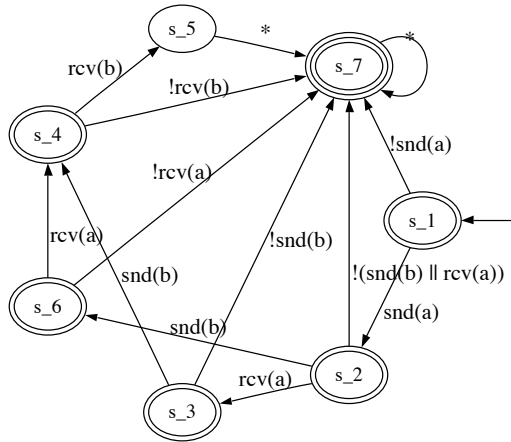 s_5
*
*
s_7
rcv(b)
!rcv(b)
s_4
!snd(a)
!rcv(a)
s_1
rcv(a)
!snd(b)
snd(b)
!(snd(b) || rcv(a))
s_6
snd(a)
snd(b)
s_2
rcv(a)
s_3